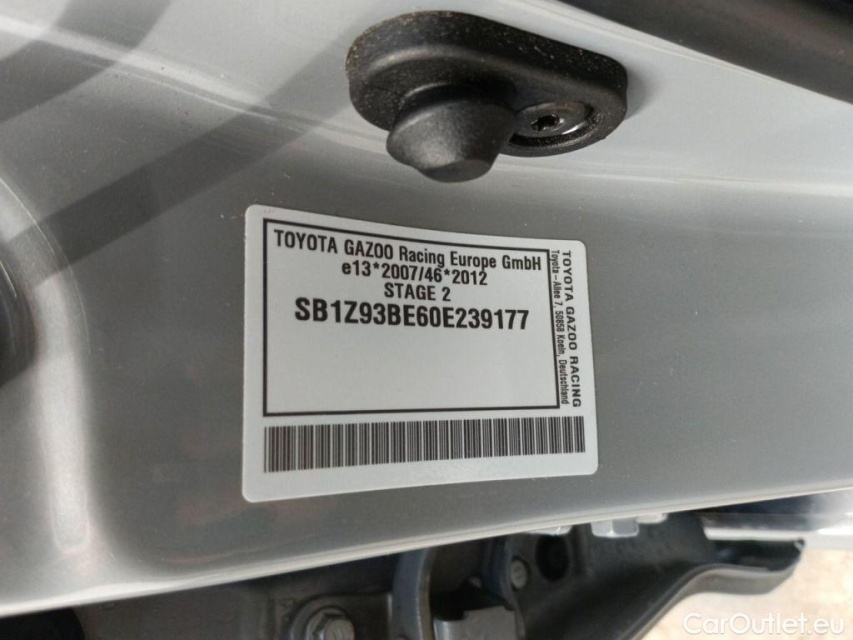 TOYOTA GAZOO Racing Europe GmbH
e13*2007/46*2012
STAGE 2
SB1Z93BE60E239177
TOYOTA GAZOO RACING
Toyota-Allee 7, 50858 Koeln, Deutschland
CarOutlet.eu